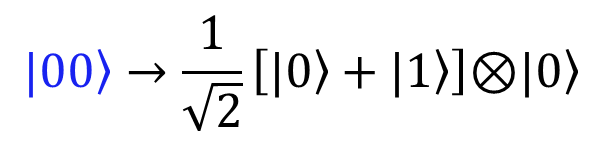 |00⟩ → 1/√2 [|0⟩ + |1⟩]⊗|0⟩